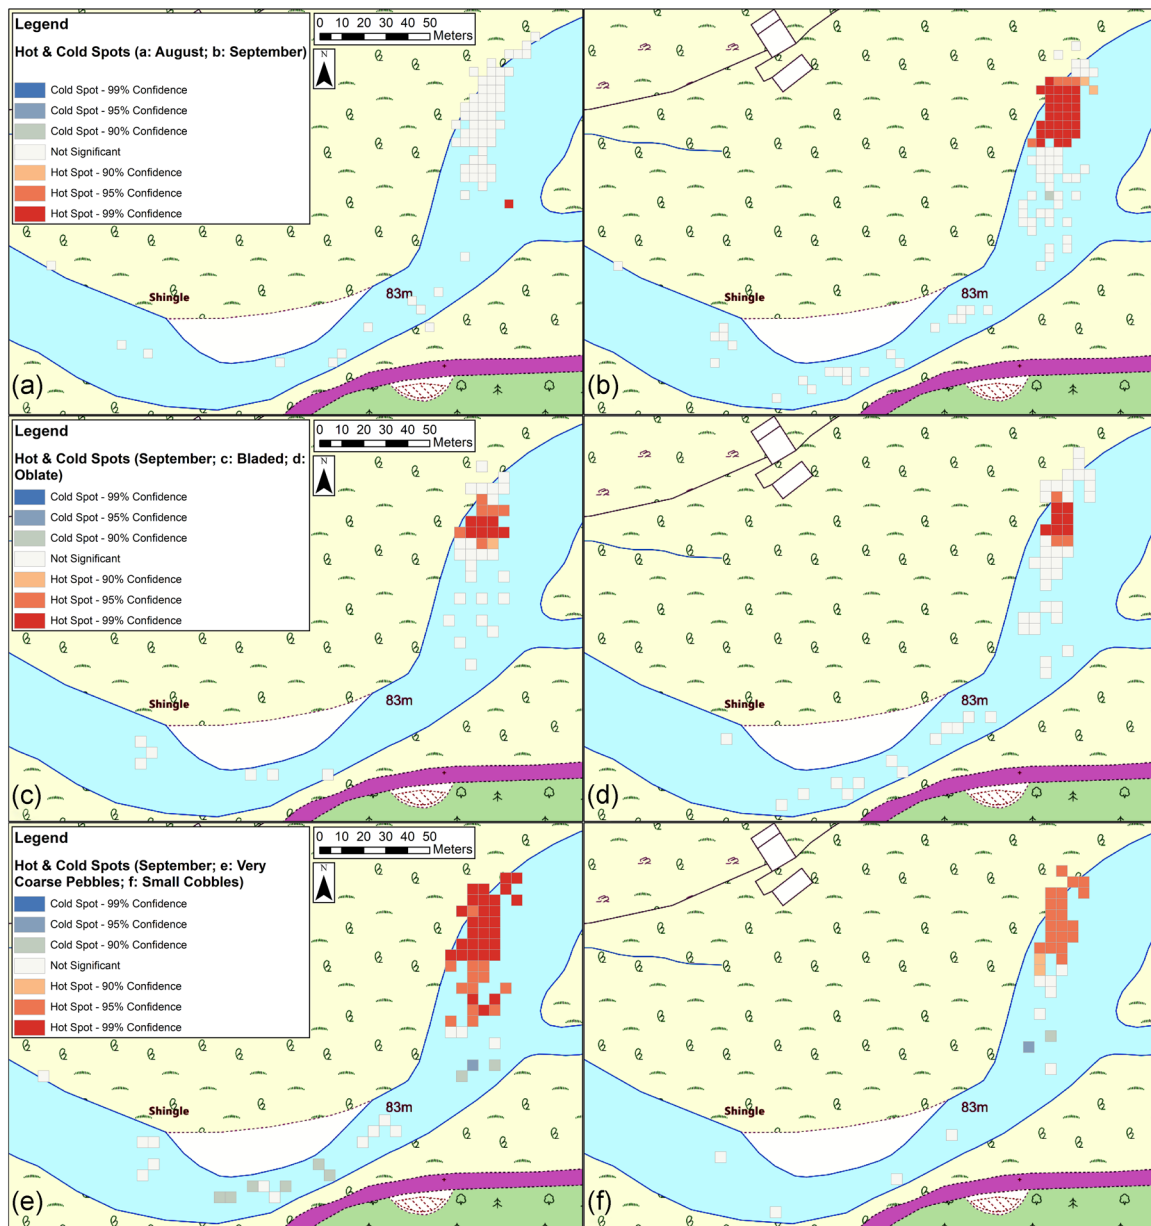 Legend
Hot & Cold Spots (a: August; b: September)
Cold Spot - 99% Confidence
Cold Spot - 95% Confidence
Cold Spot - 90% Confidence
Not Significant
Hot Spot - 90% Confidence
Hot Spot - 95% Confidence
Hot Spot - 99% Confidence
0 10 20 30 40 50
Meters
N
Shingle
83m
(a)
Shingle
83m
(b)
Legend
Hot & Cold Spots (September; c: Bladed; d:
Oblate)
Cold Spot - 99% Confidence
Cold Spot - 95% Confidence
Cold Spot - 90% Confidence
Not Significant
Hot Spot - 90% Confidence
Hot Spot - 95% Confidence
Hot Spot - 99% Confidence
0 10 20 30 40 50
Meters
N
Shingle
83m
(c)
Shingle
83m
(d)
Legend
Hot & Cold Spots (September; e: Very
Coarse Pebbles; f: Small Cobbles)
Cold Spot - 99% Confidence
Cold Spot - 95% Confidence
Cold Spot - 90% Confidence
Not Significant
Hot Spot - 90% Confidence
Hot Spot - 95% Confidence
Hot Spot - 99% Confidence
0 10 20 30 40 50
Meters
N
Shingle
83m
(e)
Shingle
83m
(f)